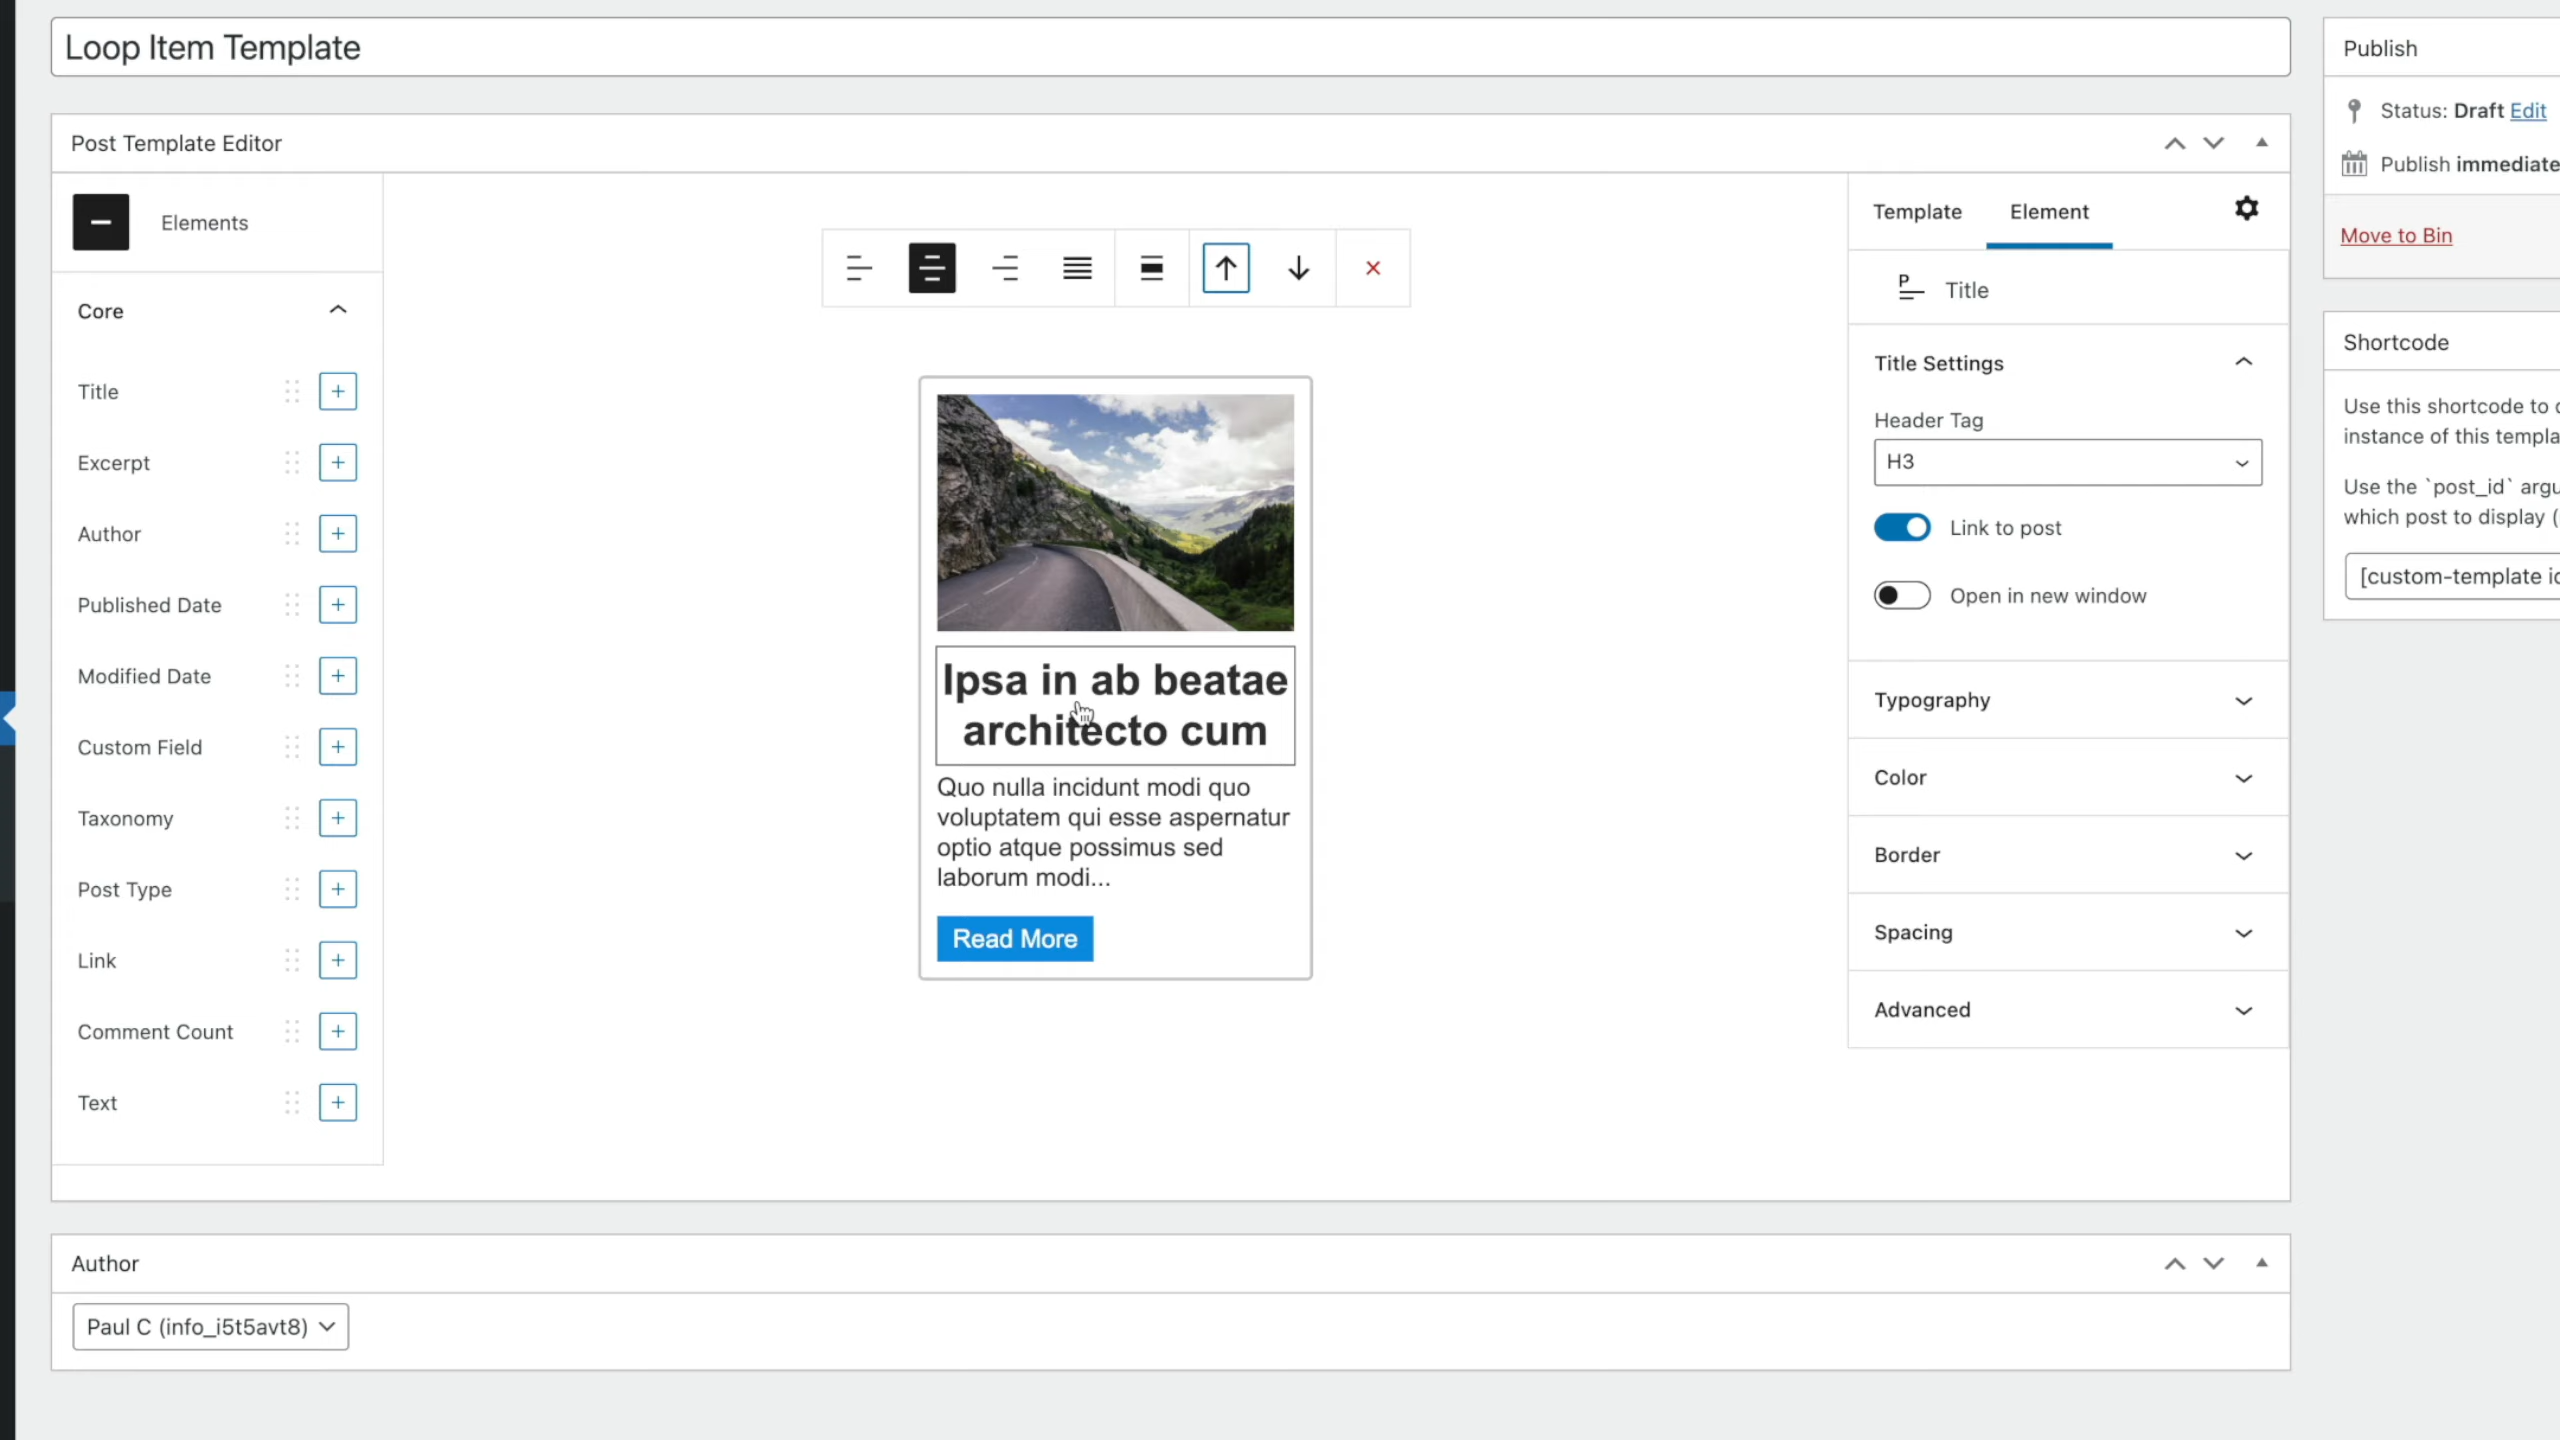 Loop Item Template
Post Template Editor
Elements
Core
Title
Excerpt
Author
Published Date
Modified Date
Custom Field
Taxonomy
Post Type
Link
Comment Count
Text
Ipsa in ab beatae
architecto cum
Quo nulla incidunt modi quo
voluptatem qui esse aspernatur
optio atque possimus sed
laborum modi...
Read More
Template
Element
P
Title
Title Settings
Header Tag
H3
Link to post
Open in new window
Typography
Color
Border
Spacing
Advanced
Author
Paul C (info_i5t5avt8)
Publish
Status: Draft Edit
Publish immediate
Move to Bin
Shortcode
Use this shortcode to
instance of this templa
Use the `post_id` argu
which post to display (
[custom-template